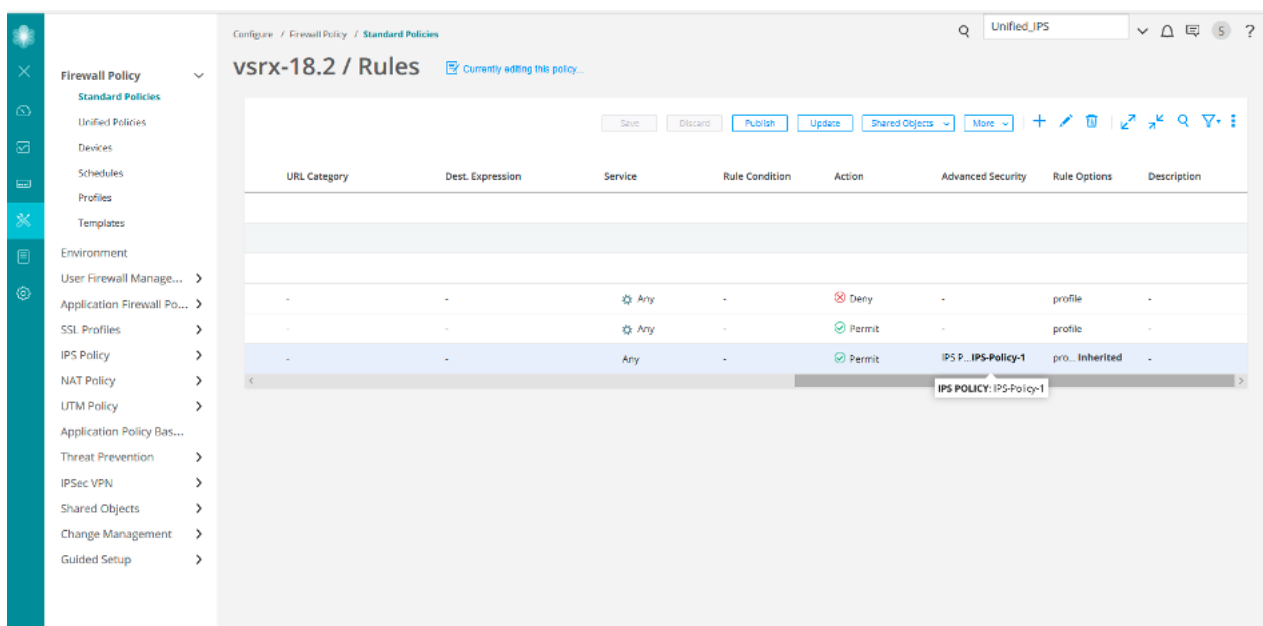 Unified_IPS
S ?
Configure / Firewall Policy / Standard Policies
vsrx-18.2 / Rules
Currently editing this policy...
Firewall Policy
Standard Policies
Unified Policies
Devices
Schedules
Profiles
Templates
Environment
User Firewall Manage...
Application Firewall Po...
SSL Profiles
IPS Policy
NAT Policy
UTM Policy
Application Policy Bas...
Threat Prevention
IPSec VPN
Shared Objects
Change Management
Guided Setup
Save Discard Publish Update Shared Objects More
URL Category Dest. Expression Service Rule Condition Action Advanced Security Rule Options Description
- - Any - Deny - profile -
- - Any - Permit - profile -
- - Any - Permit IPS P...IPS-Policy-1 pro... Inherited -
IPS POLICY: IPS-Policy-1